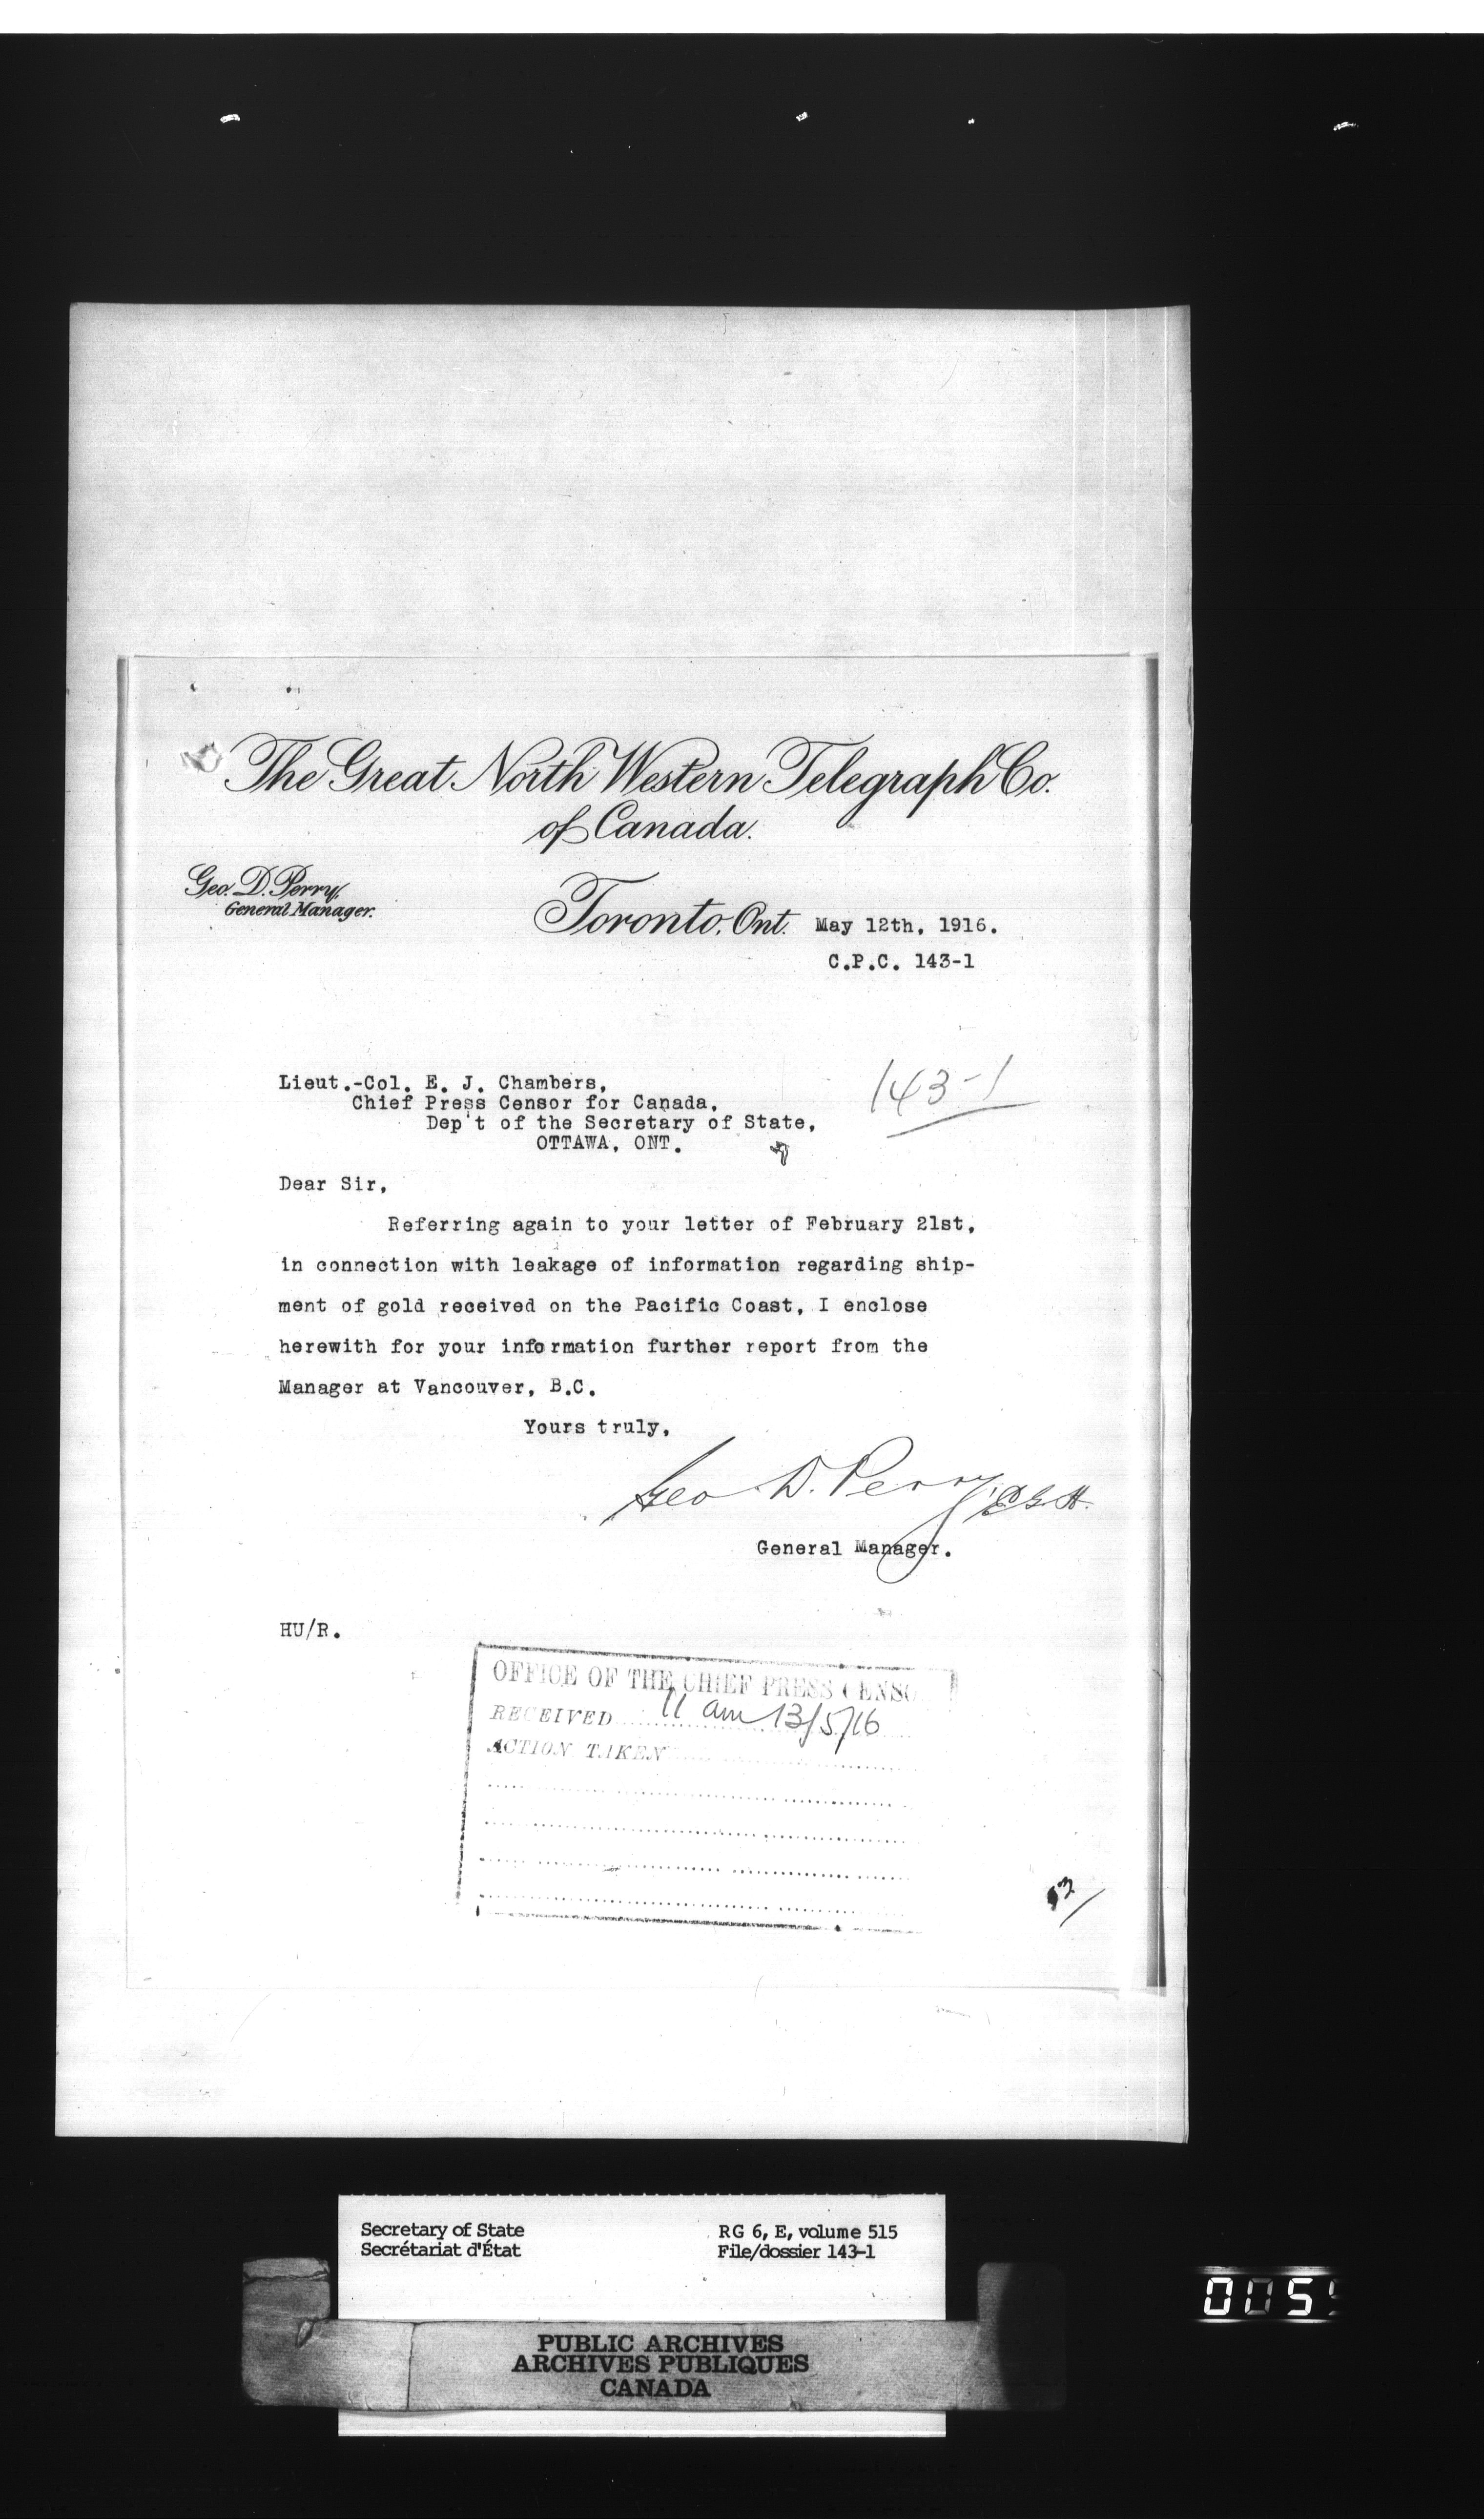 The Great North Western Telegraph Co.
of Canada.
Geo. D. Perry,
General Manager.
Toronto, Ont. May 12th, 1916.
C.P.C. 143-1
143-1
Lieut.-Col. E. J. Chambers,
Chief Press Censor for Canada,
Dep't of the Secretary of State,
OTTAWA, ONT.
Dear Sir,
Referring again to your letter of February 21st,
in connection with leakage of information regarding ship-
ment of gold received on the Pacific Coast, I enclose
herewith for your information further report from the
Manager at Vancouver, B.C.
Yours truly,
Geo D. Perry
General Manager.
HU/R.
OFFICE OF THE CHIEF PRESS CENSO
RECEIVED 11 am 13/5/16
ACTION TAKEN
Secretary of State
Secrétariat d'État
RG 6, E, volume 515
File/dossier 143-1
PUBLIC ARCHIVES
ARCHIVES PUBLIQUES
CANADA